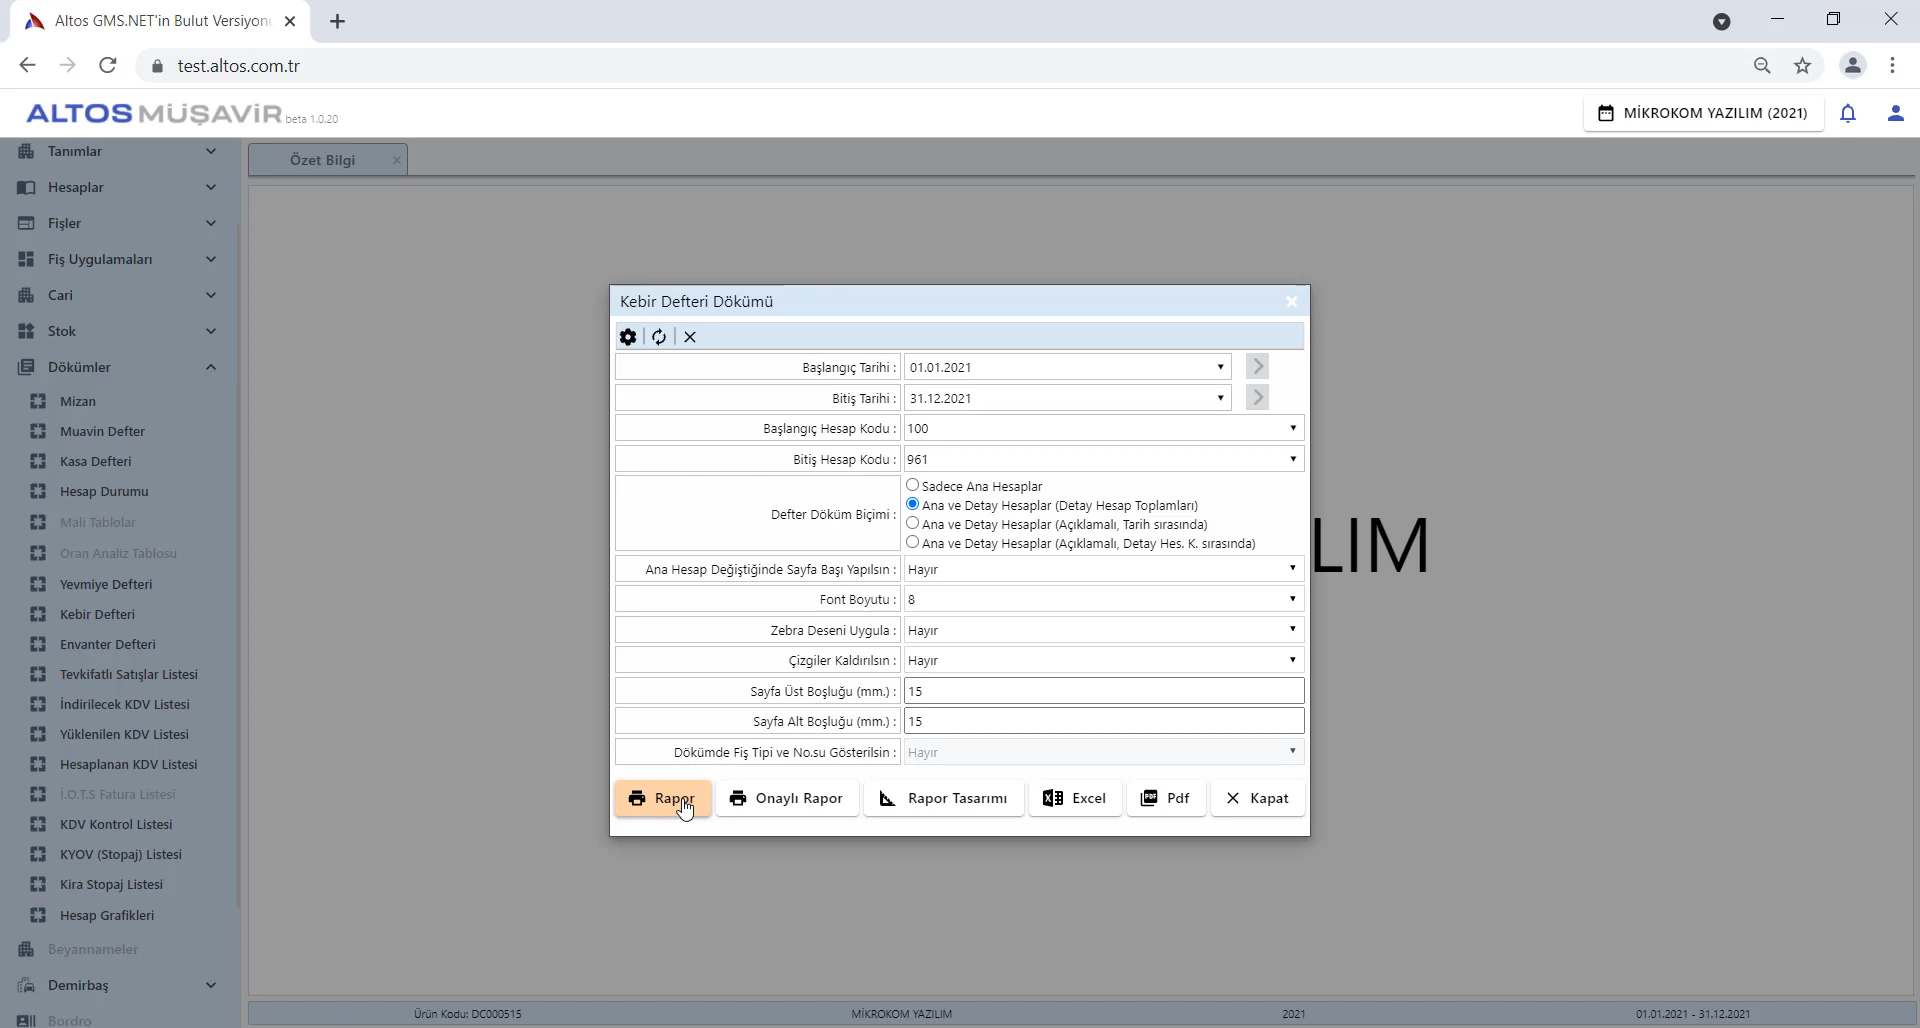 Altos GMS.NET'in Bulut Versiyon
test.altos.com.tr
ALTOS MÜŞAVİR beta 1.0.20
MİKROKOM YAZILIM (2021)
Tanımlar
Özet Bilgi
Hesaplar
Fişler
Fiş Uygulamaları
Cari
Stok
Dökümler
Mizan
Muavin Defter
Kasa Defteri
Hesap Durumu
Mali Tablolar
Oran Analiz Tablosu
Yevmiye Defteri
Kebir Defteri
Envanter Defteri
Tevkifatlı Satışlar Listesi
İndirilecek KDV Listesi
Yüklenilen KDV Listesi
Hesaplanan KDV Listesi
İ.O.T.S Fatura Listesi
KDV Kontrol Listesi
KYOV (Stopaj) Listesi
Kira Stopaj Listesi
Hesap Grafikleri
Beyannameler
Demirbaş
Bordro
Kebir Defteri Dökümü
Başlangıç Tarihi : 01.01.2021
Bitiş Tarihi : 31.12.2021
Başlangıç Hesap Kodu : 100
Bitiş Hesap Kodu : 961
Defter Döküm Biçimi :
Sadece Ana Hesaplar
Ana ve Detay Hesaplar (Detay Hesap Toplamları)
Ana ve Detay Hesaplar (Açıklamalı, Tarih sırasında)
Ana ve Detay Hesaplar (Açıklamalı, Detay Hes. K. sırasında)
Ana Hesap Değiştiğinde Sayfa Başı Yapılsın : Hayır
Font Boyutu : 8
Zebra Deseni Uygula : Hayır
Çizgiler Kaldırılsın : Hayır
Sayfa Üst Boşluğu (mm.) : 15
Sayfa Alt Boşluğu (mm.) : 15
Dökümde Fiş Tipi ve No.su Gösterilsin : Hayır
Rapor Onaylı Rapor Rapor Tasarımı Excel Pdf Kapat
LIM
Ürün Kodu: DC000515 MİKROKOM YAZILIM 2021 01.01.2021 - 31.12.2021